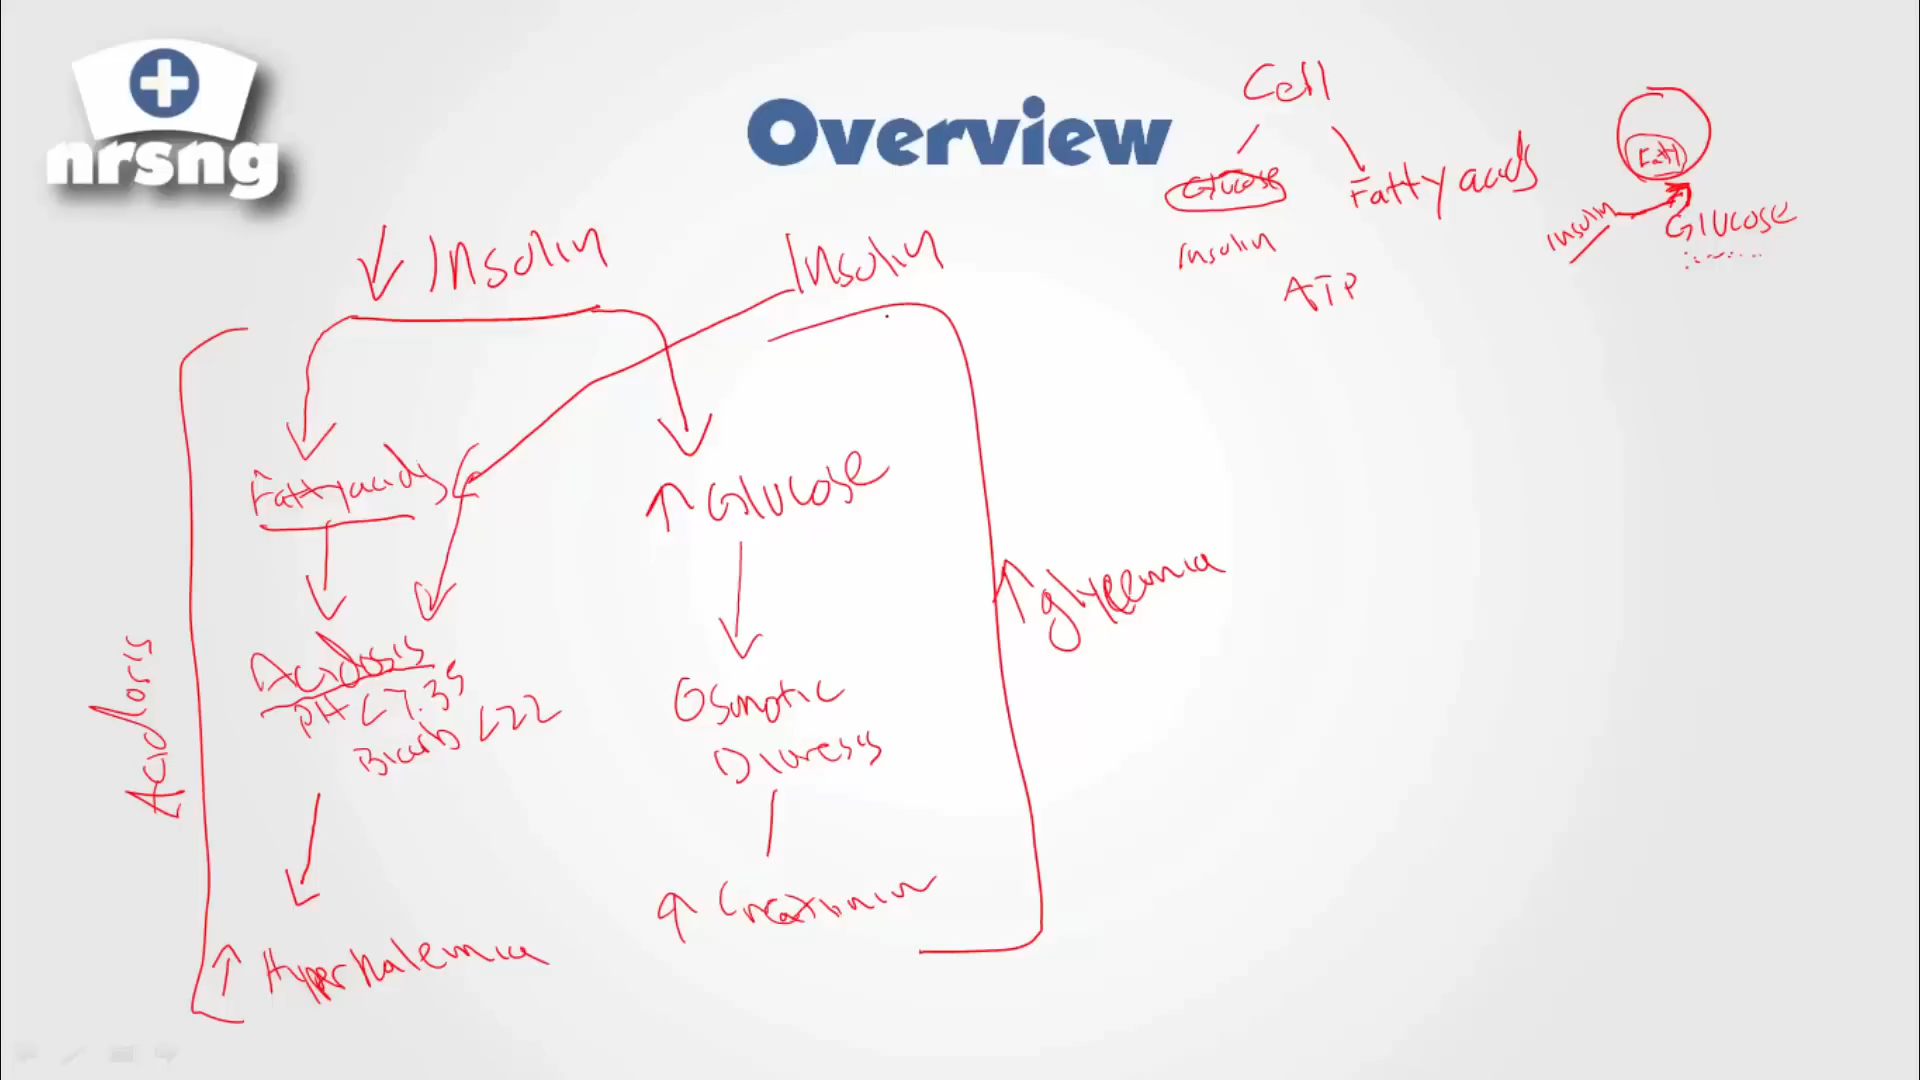 nrsng
Overview
Cell
Glucose
Fatty acids
Insulin
ATP
Fatty
Insulin
GLUCOSE
↓ Insulin
Insulin
Fatty acids
↑ Glucose
Acidosis
PH <7.35
Bicarb <22
↑ Hyperkalemia
Osmotic
Diuresis
↑ Creatinine
Acidosis
↑ glycemia